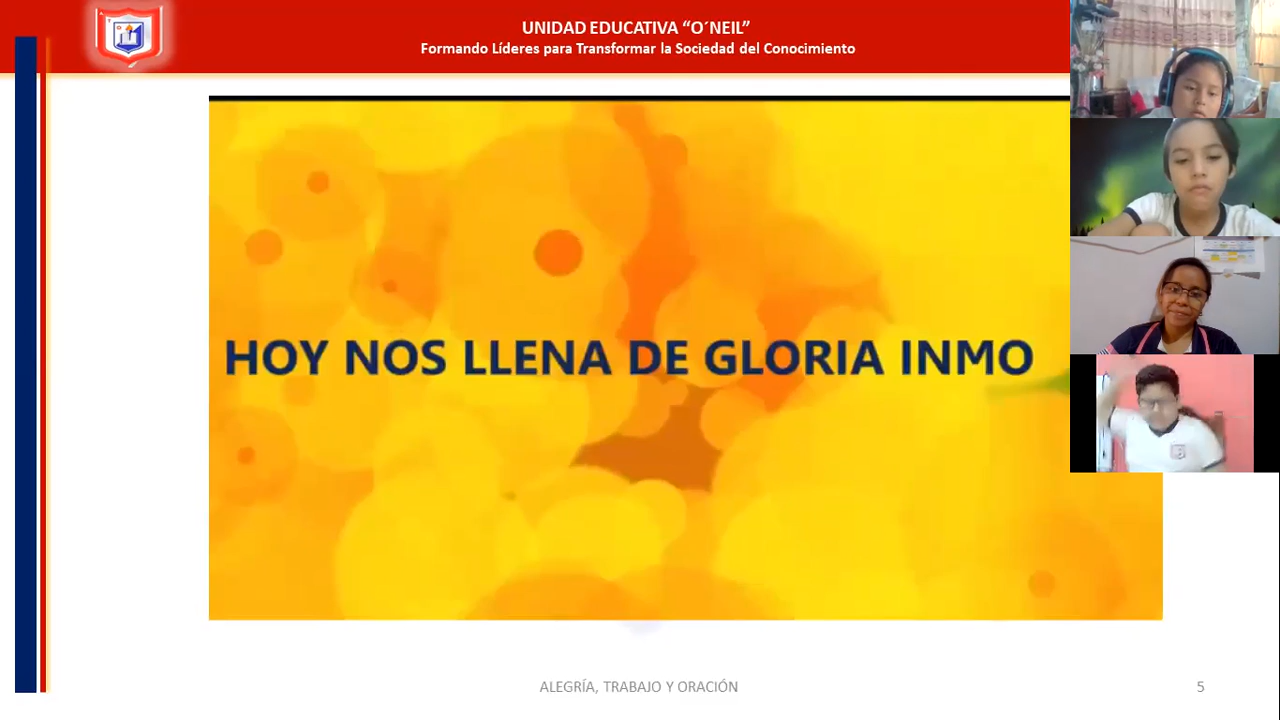 UNIDAD EDUCATIVA “O´NEIL”
Formando Líderes para Transformar la Sociedad del Conocimiento
HOY NOS LLENA DE GLORIA INMO
ALEGRÍA, TRABAJO Y ORACIÓN
5